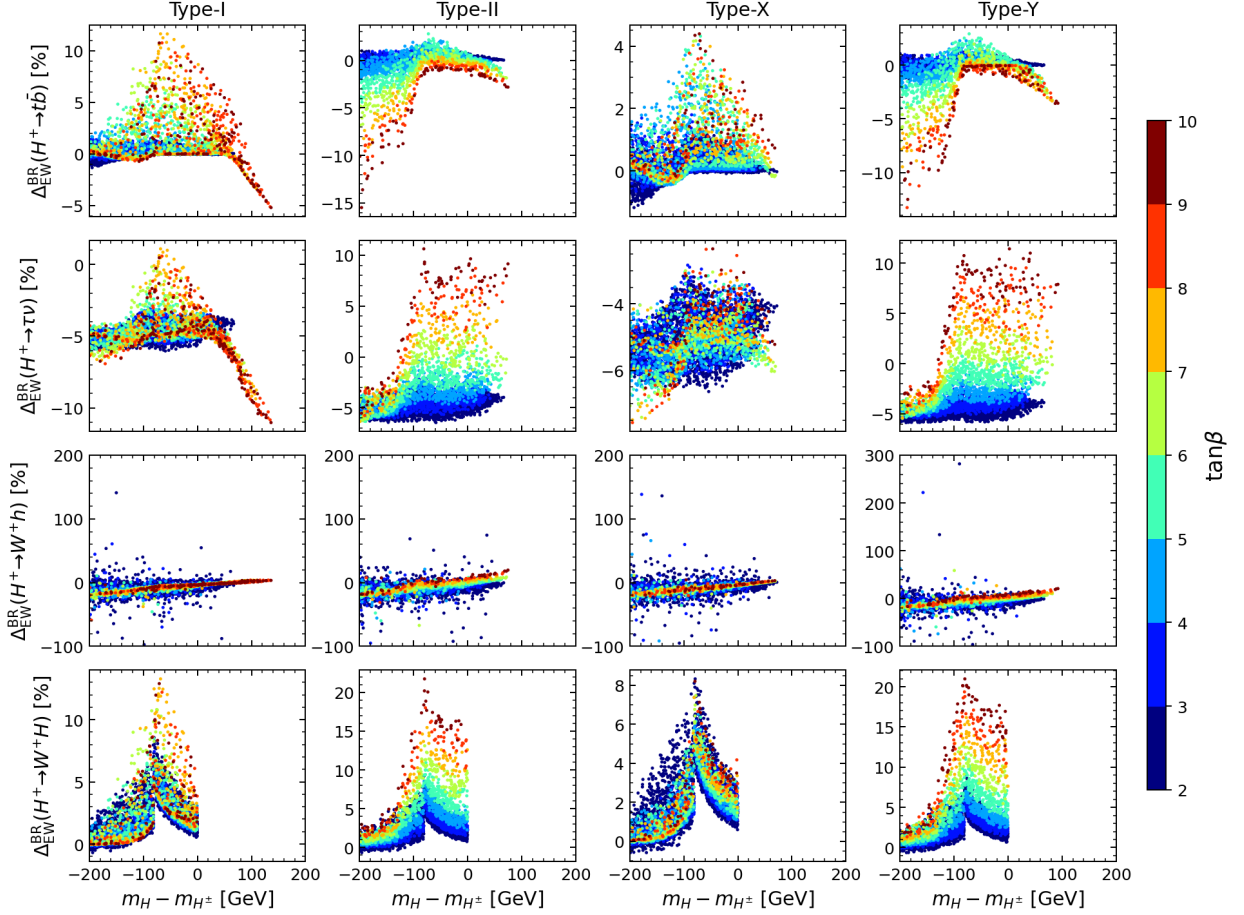 Type-I Type-II Type-X Type-Y
Δ_EW^BR(H⁺→tb̄) [%]
10 5 0 −5
0 −5 −10 −15
4 3 2 1 0 −1
0 −5 −10
Δ_EW^BR(H⁺→τν) [%]
0 −5 −10
10 5 0 −5
−4 −6
10 5 0 −5
Δ_EW^BR(H⁺→W⁺h) [%]
200 100 0 −100
200 100 0 −100
200 100 0 −100
300 200 100 0 −100
Δ_EW^BR(H⁺→W⁺H) [%]
10 5 0
20 15 10 5 0
8 6 4 2 0
20 15 10 5 0
−200 −100 0 100 200
−200 −100 0 100 200
−200 −100 0 100 200
−200 −100 0 100 200
m_H − m_H± [GeV]
m_H − m_H± [GeV]
m_H − m_H± [GeV]
m_H − m_H± [GeV]
10
9
8
7
6
5
4
3
2
tanβ